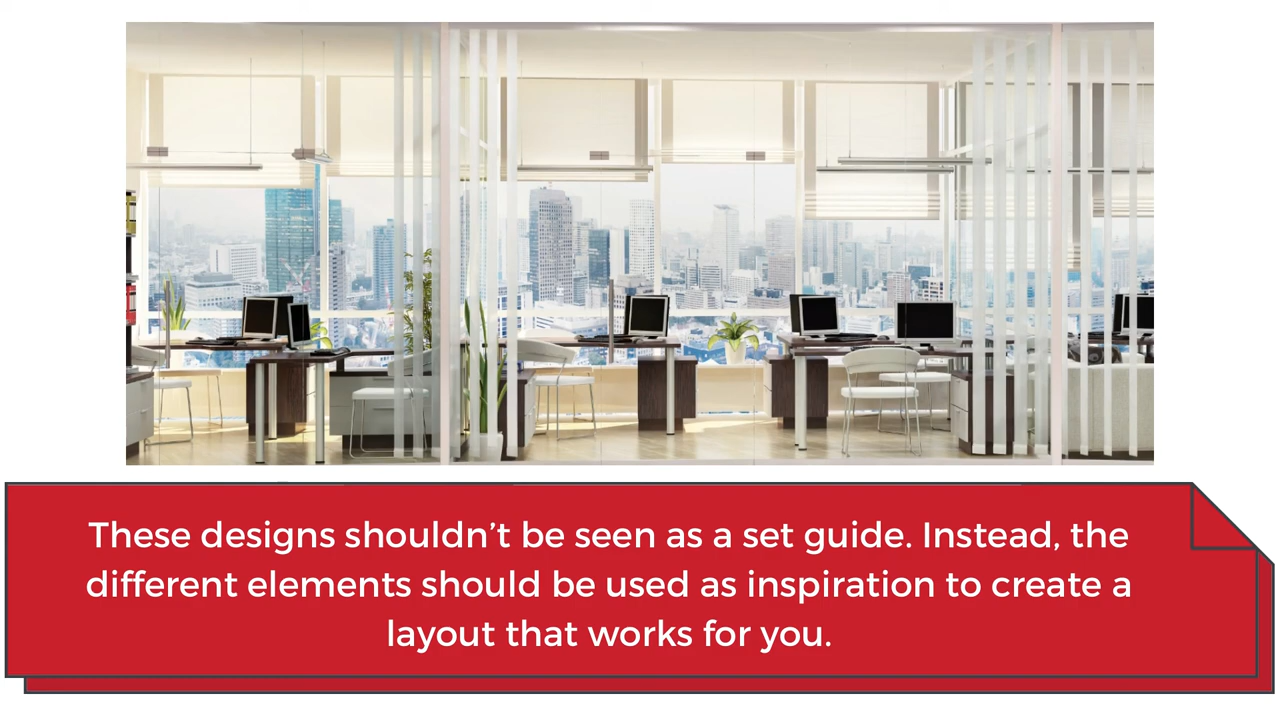 These designs shouldn’t be seen as a set guide. Instead, the
different elements should be used as inspiration to create a
layout that works for you.